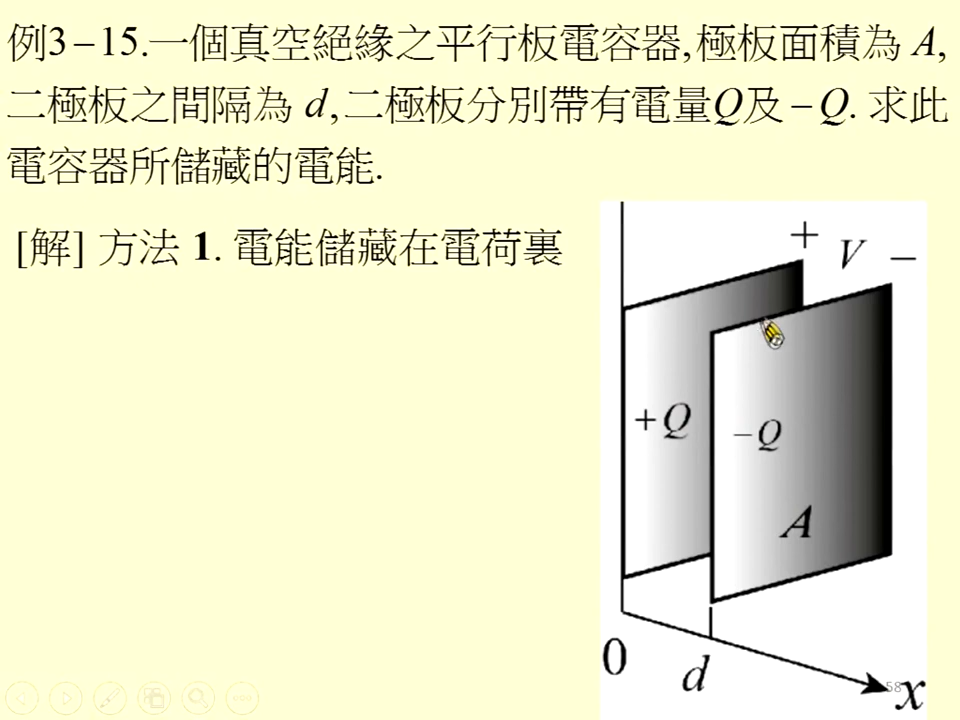 例3－15.一個真空絕緣之平行板電容器,極板面積為 A,
二極板之間隔為 d,二極板分別帶有電量Q及－Q. 求此
電容器所儲藏的電能.
[解] 方法 1. 電能儲藏在電荷裏
+ V －
+Q
－Q
A
0
d
x
58